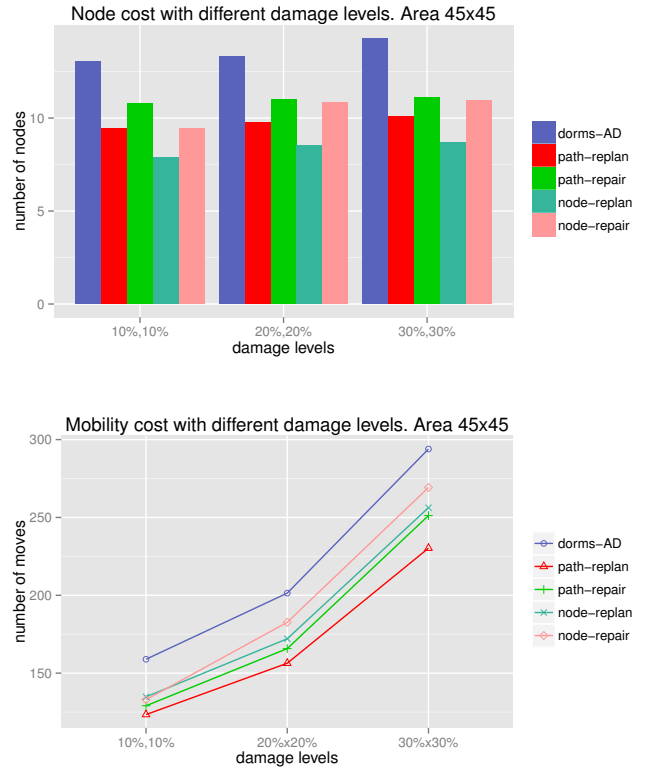 Node cost with different damage levels. Area 45x45
number of nodes
10
5
0
10%,10%
20%,20%
30%,30%
damage levels
dorms−AD
path−replan
path−repair
node−replan
node−repair
Mobility cost with different damage levels. Area 45x45
number of moves
300
250
200
150
10%,10%
20%x20%
30%x30%
damage levels
dorms−AD
path−replan
path−repair
node−replan
node−repair